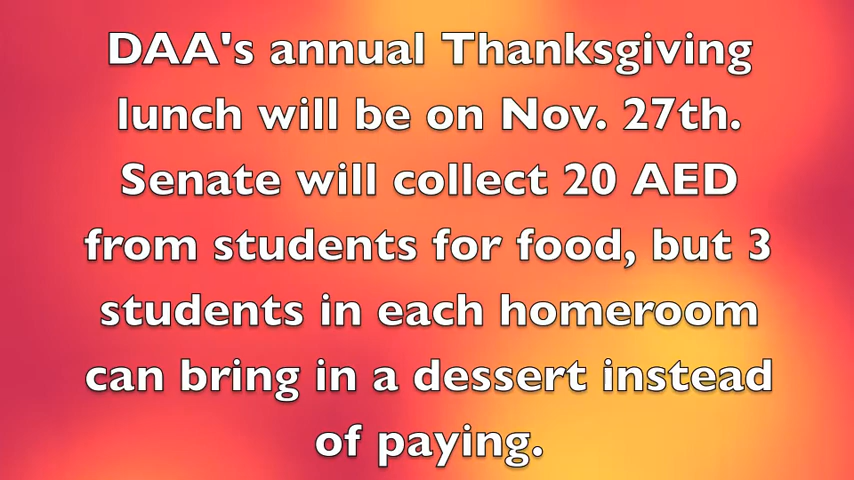 DAA's annual Thanksgiving
lunch will be on Nov. 27th.
Senate will collect 20 AED
from students for food, but 3
students in each homeroom
can bring in a dessert instead
of paying.